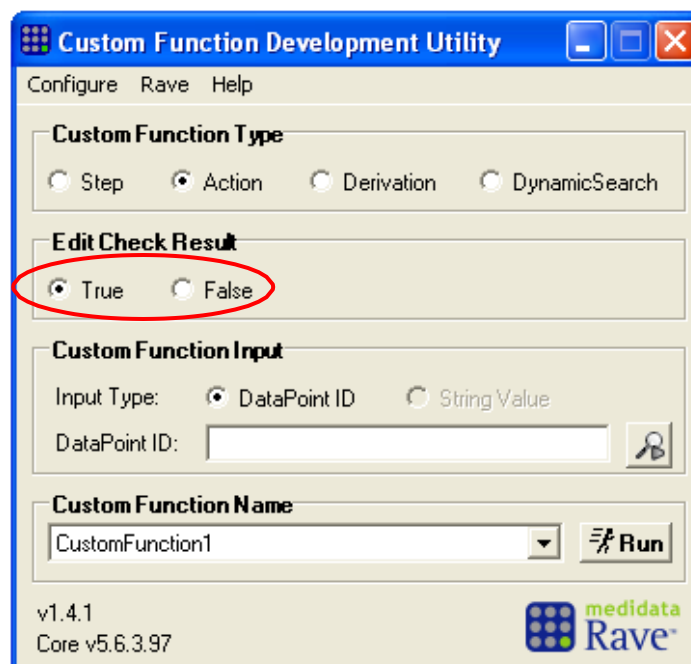 Custom Function Development Utility
Configure Rave Help
Custom Function Type
Step Action Derivation DynamicSearch
Edit Check Result
True False
Custom Function Input
Input Type: DataPoint ID String Value
DataPoint ID:
Custom Function Name
CustomFunction1 Run
v1.4.1
Core v5.6.3.97
medidata
Rave